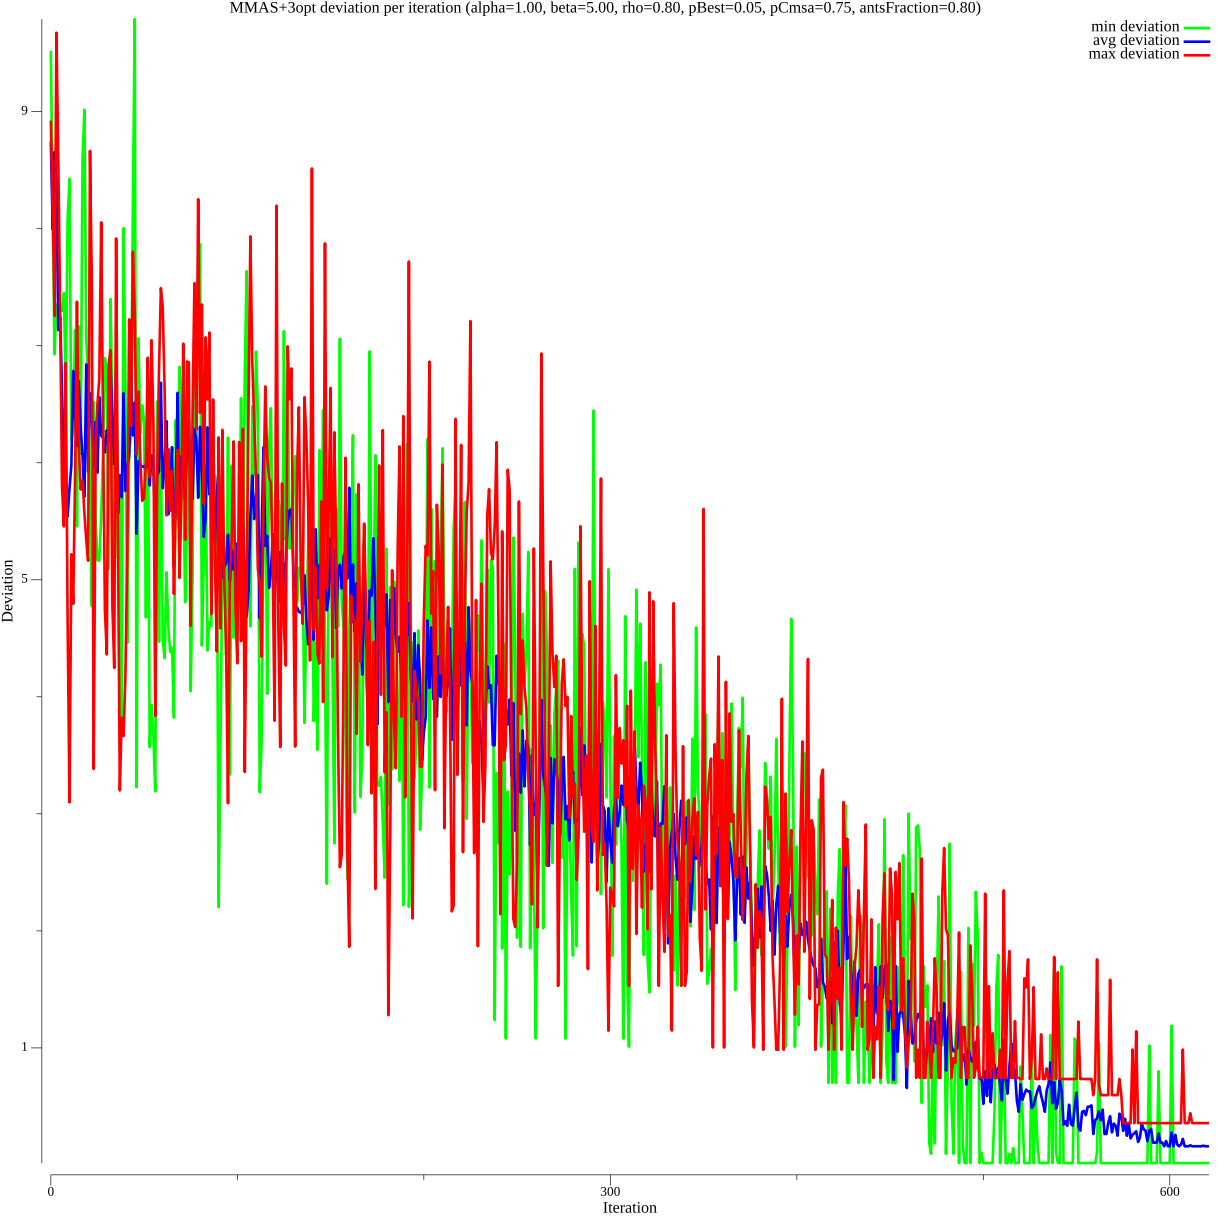 MMAS+3opt deviation per iteration (alpha=1.00, beta=5.00, rho=0.80, pBest=0.05, pCmsa=0.75, antsFraction=0.80)
min deviation
avg deviation
max deviation
9
5
1
Deviation
0
300
600
Iteration